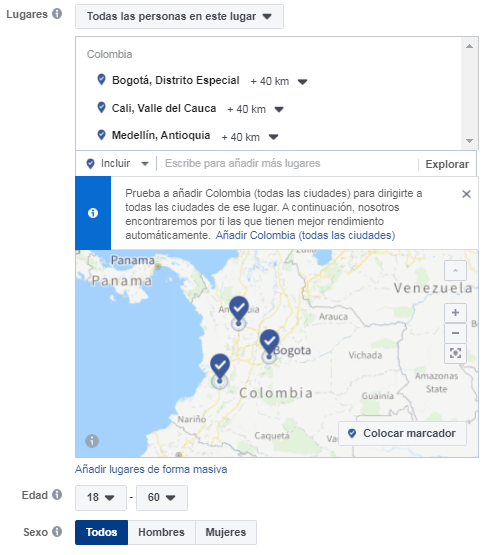 Lugares
Todas las personas en este lugar
Colombia
Bogotá, Distrito Especial + 40 km
Cali, Valle del Cauca + 40 km
Medellín, Antioquia + 40 km
Incluir Escribe para añadir más lugares Explorar
Prueba a añadir Colombia (todas las ciudades) para dirigirte a
todas las ciudades de ese lugar. A continuación, nosotros
encontraremos por ti las que tienen mejor rendimiento
automáticamente. Añadir Colombia (todas las ciudades)
Panama
Panama
Venezuela
Arauca
Bogota
Vichada
Amazonas
State
Colombia
Nariño
Caqueta
Colocar marcador
Añadir lugares de forma masiva
Edad 18 - 60
Sexo Todos Hombres Mujeres